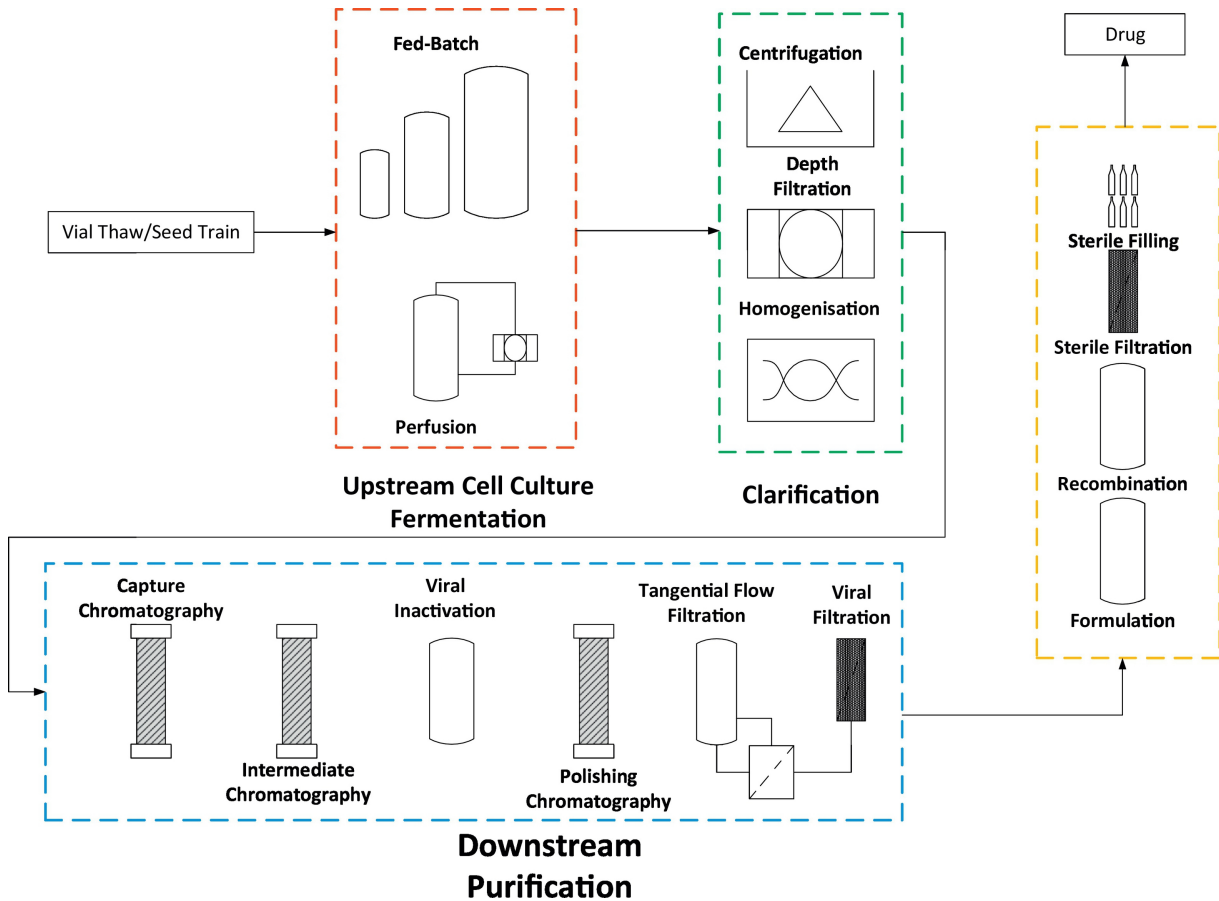 Vial Thaw/Seed Train
Fed-Batch
Perfusion
Upstream Cell Culture
Fermentation
Centrifugation
Depth
Filtration
Homogenisation
Clarification
Capture
Chromatography
Intermediate
Chromatography
Viral
Inactivation
Polishing
Chromatography
Tangential Flow
Filtration
Viral
Filtration
Downstream
Purification
Drug
Sterile Filling
Sterile Filtration
Recombination
Formulation